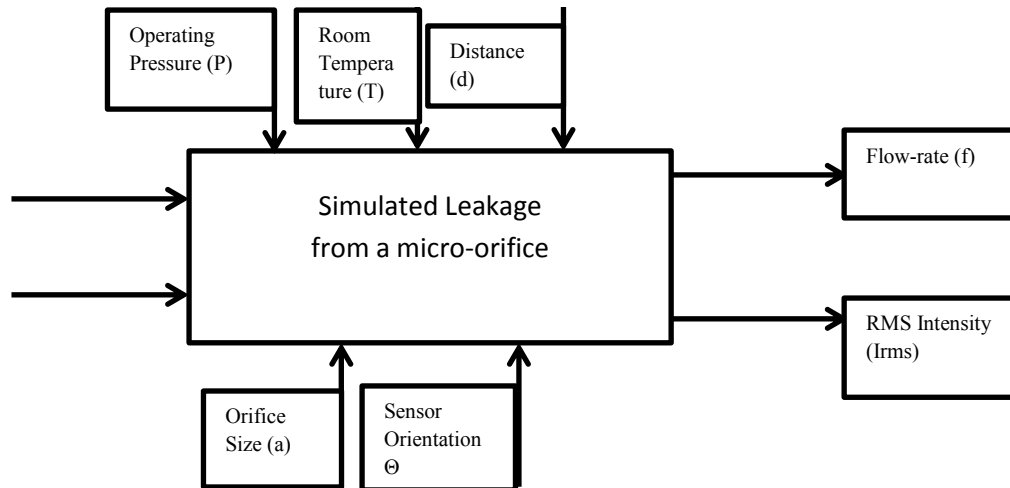 Operating
Pressure (P)
Room
Tempera
ture (T)
Distance
(d)
Simulated Leakage
from a micro-orifice
Flow-rate (f)
RMS Intensity
(Irms)
Orifice
Size (a)
Sensor
Orientation
Θ